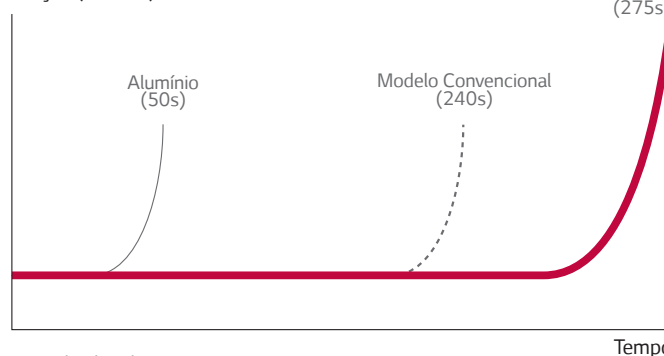 (275s
Alumínio
(50s)
Modelo Convencional
(240s)
Tempo